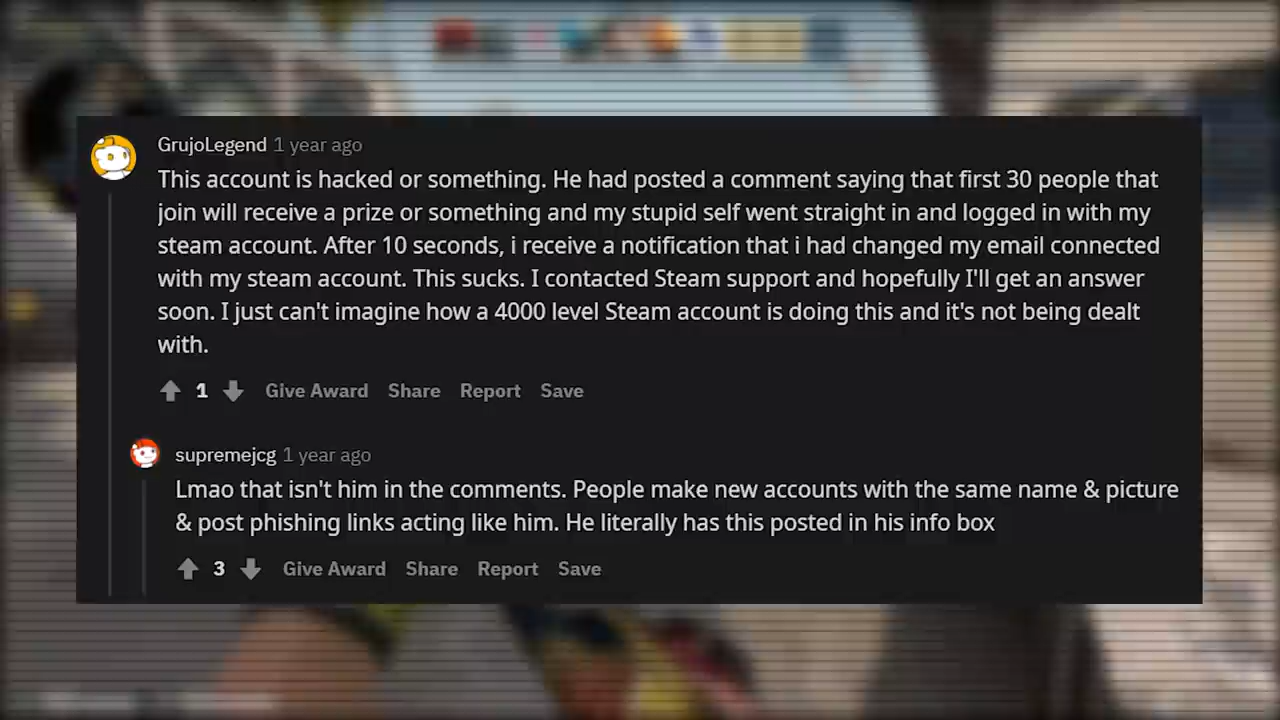 GrujoLegend 1 year ago
This account is hacked or something. He had posted a comment saying that first 30 people that
join will receive a prize or something and my stupid self went straight in and logged in with my
steam account. After 10 seconds, i receive a notification that i had changed my email connected
with my steam account. This sucks. I contacted Steam support and hopefully I'll get an answer
soon. I just can't imagine how a 4000 level Steam account is doing this and it's not being dealt
with.
1 Give Award Share Report Save
supremejcg 1 year ago
Lmao that isn't him in the comments. People make new accounts with the same name & picture
& post phishing links acting like him. He literally has this posted in his info box
3 Give Award Share Report Save